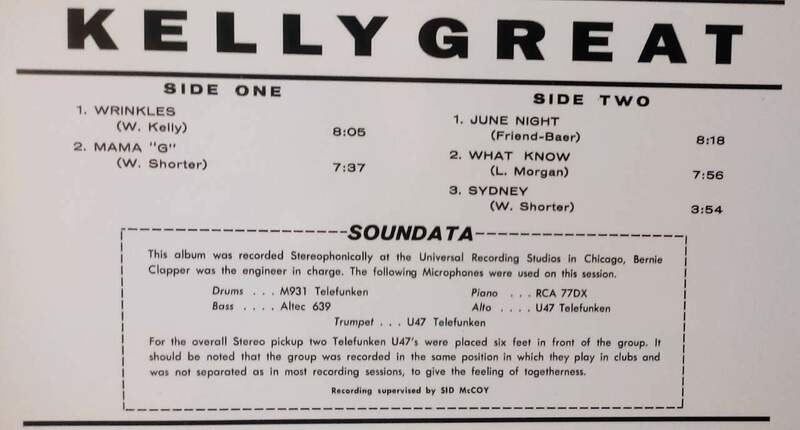 KELLY GREAT
SIDE ONE
1. WRINKLES
(W. Kelly) 8:05
2. MAMA "G"
(W. Shorter) 7:37
SIDE TWO
1. JUNE NIGHT
(Friend-Baer) 8:18
2. WHAT KNOW
(L. Morgan) 7:56
3. SYDNEY
(W. Shorter) 3:54
SOUNDATA
This album was recorded Stereophonically at the Universal Recording Studios in Chicago, Bernie
Clapper was the engineer in charge. The following Microphones were used on this session.
Drums . . . M931 Telefunken Piano . . . RCA 77DX
Bass . . . . Altec 639 Alto . . . . U47 Telefunken
Trumpet . . . U47 Telefunken
For the overall Stereo pickup two Telefunken U47's were placed six feet in front of the group. It
should be noted that the group was recorded in the same position in which they play in clubs and
was not separated as in most recording sessions, to give the feeling of togetherness.
Recording supervised by SID McCOY